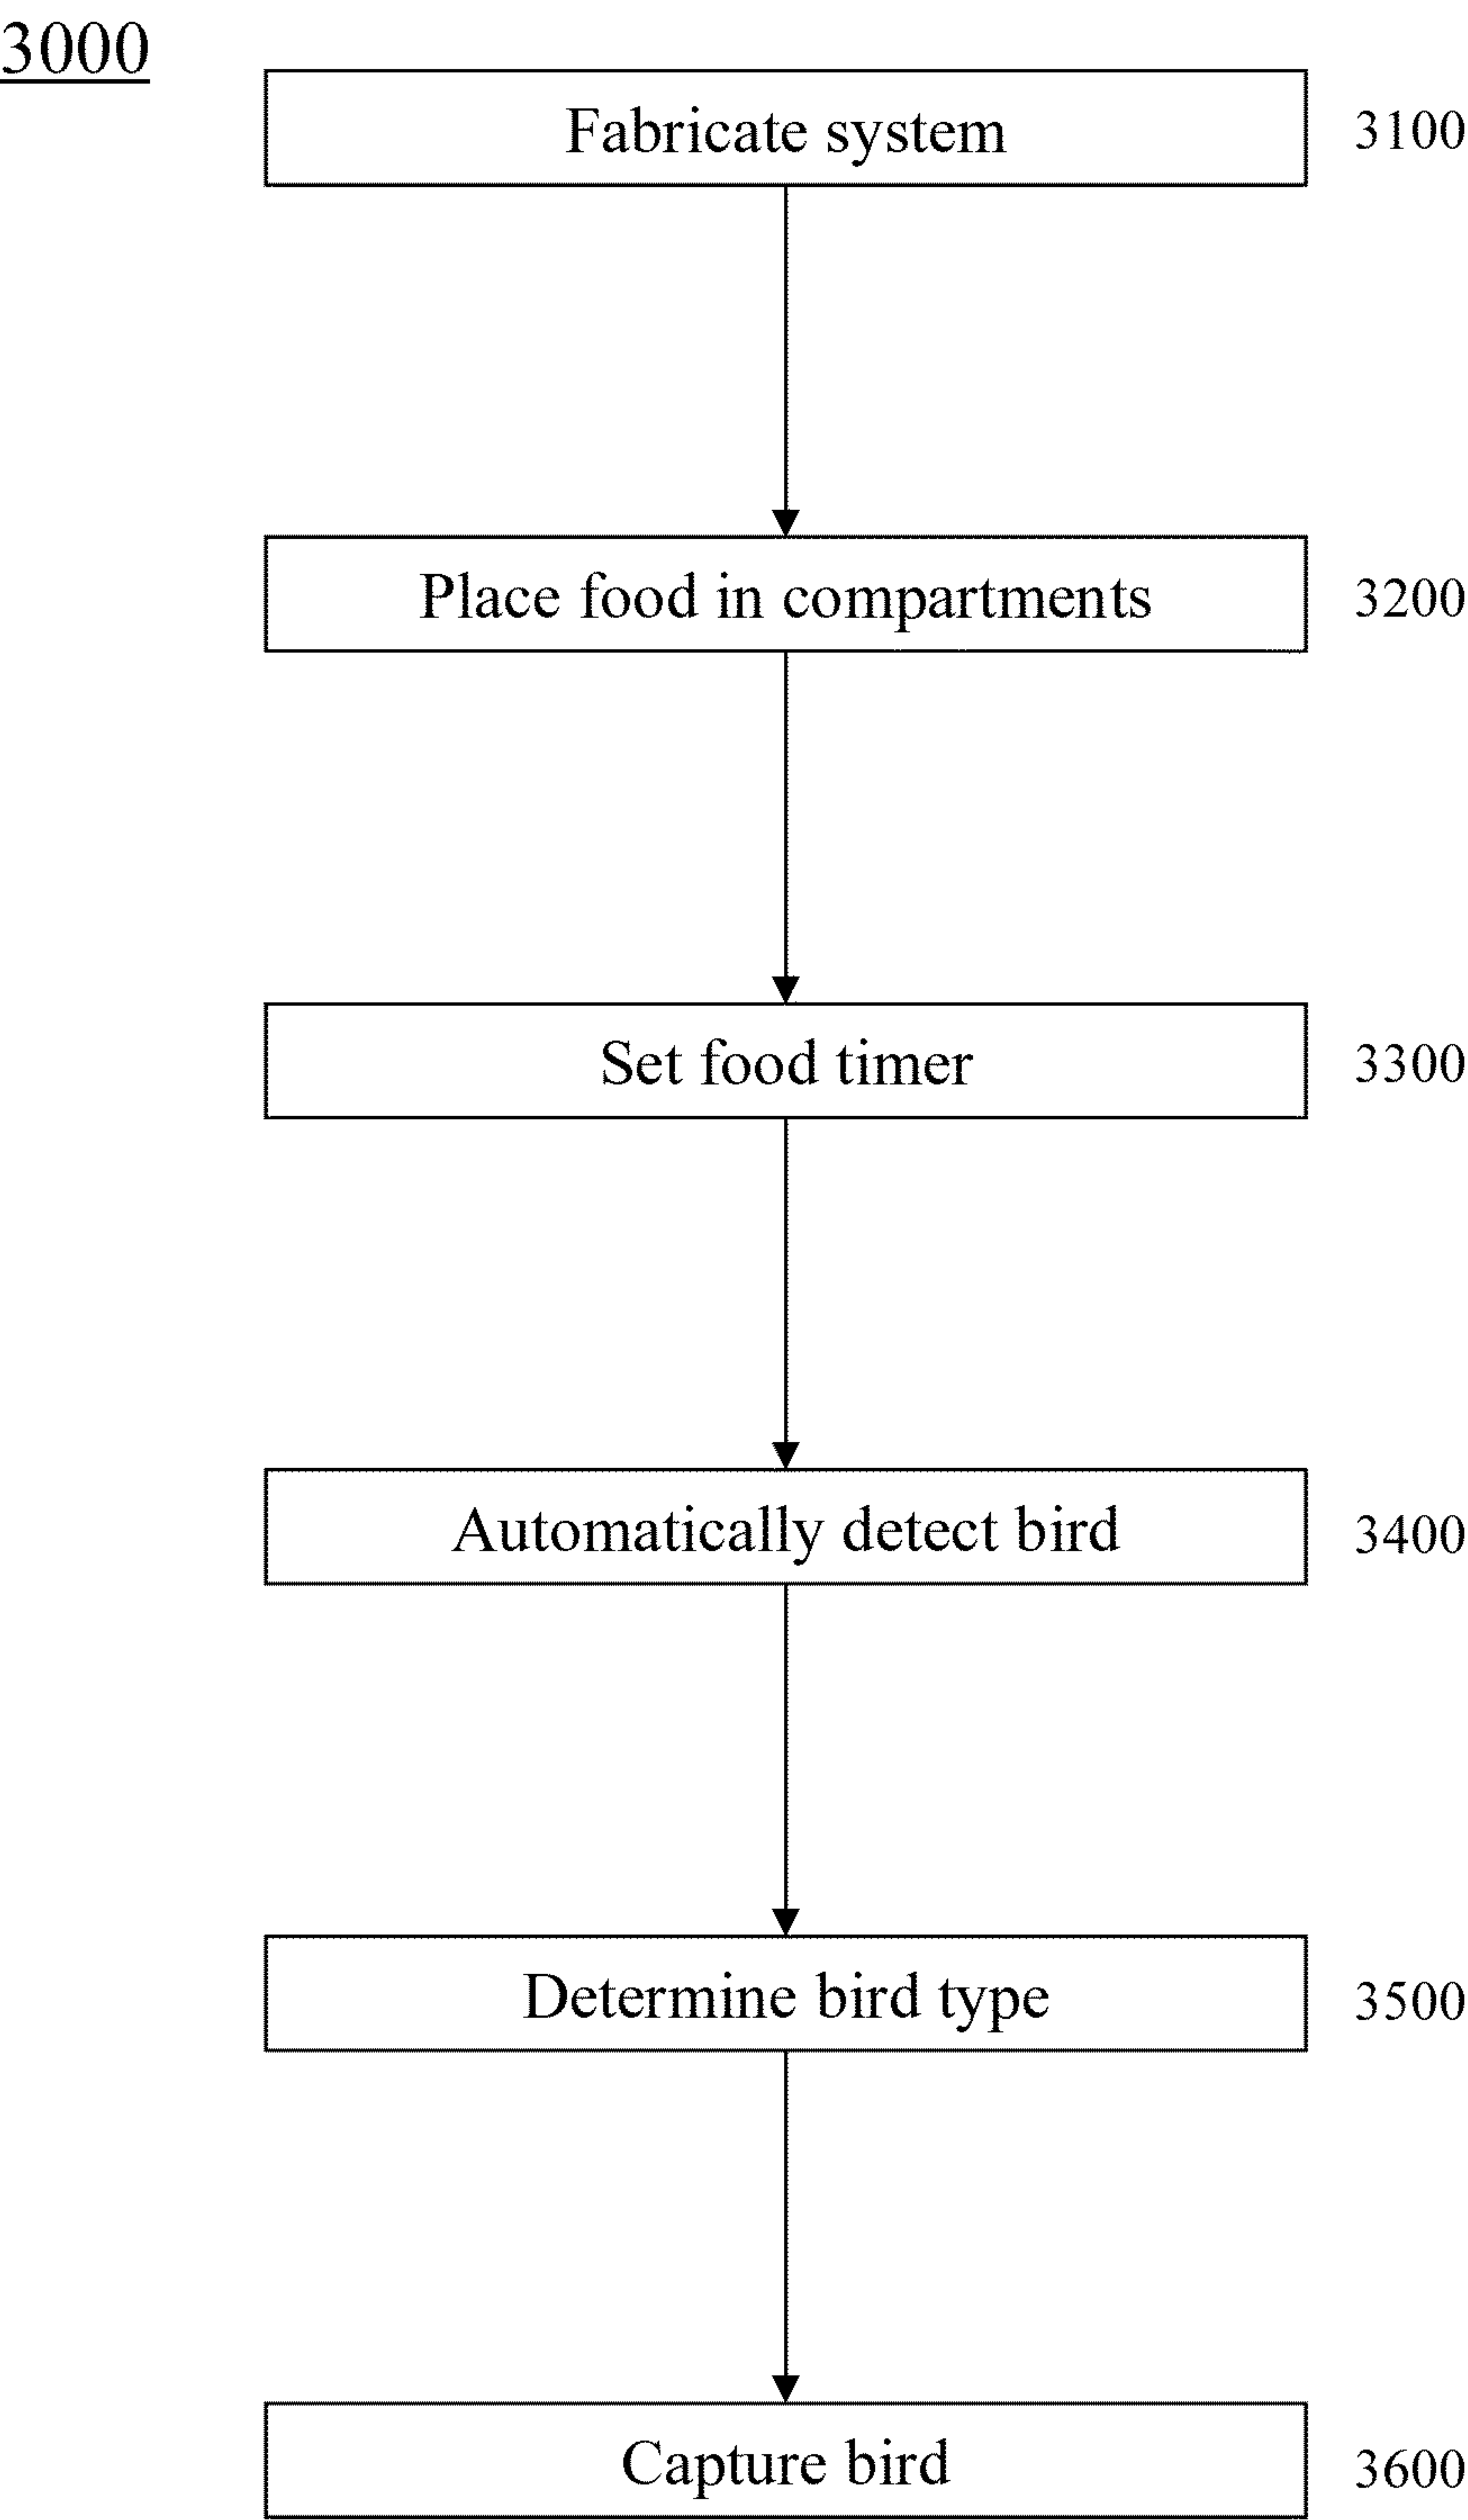 3000
Fabricate system 3100
Place food in compartments 3200
Set food timer 3300
Automatically detect bird 3400
Determine bird type 3500
Capture bird 3600